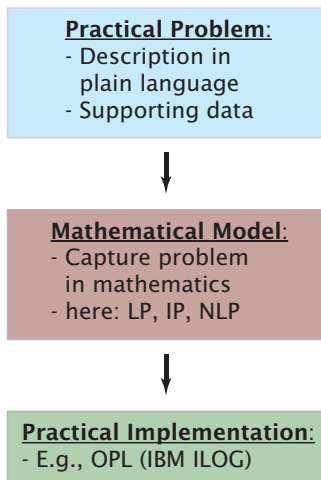 Practical Problem:
- Description in
plain language
- Supporting data
Mathematical Model:
- Capture problem
in mathematics
- here: LP, IP, NLP
Practical Implementation:
- E.g., OPL (IBM ILOG)